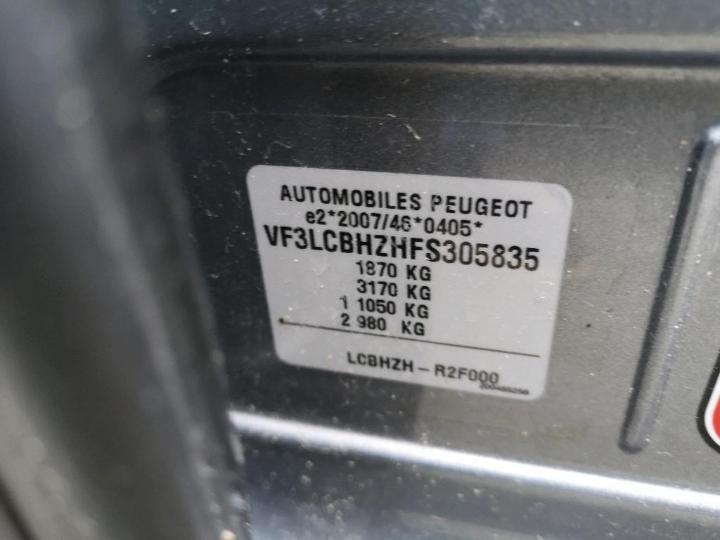 AUTOMOBILES PEUGEOT
e2*2007/46*0405*
VF3LCBHZHFS305835
1870 KG
3170 KG
1 1050 KG
2 980 KG
LCBHZH – R2F000